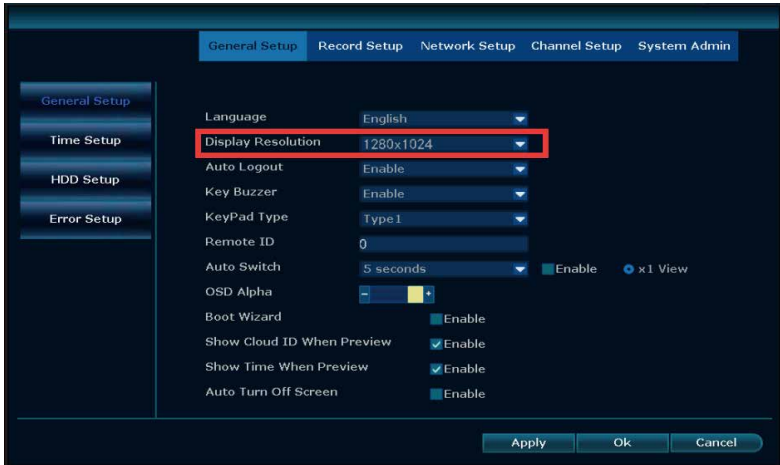 General Setup Record Setup Network Setup Channel Setup System Admin
General Setup
Time Setup
HDD Setup
Error Setup
Language English
Display Resolution 1280x1024
Auto Logout Enable
Key Buzzer Enable
KeyPad Type Type1
Remote ID 0
Auto Switch 5 seconds Enable x1 View
OSD Alpha - +
Boot Wizard Enable
Show Cloud ID When Preview Enable
Show Time When Preview Enable
Auto Turn Off Screen Enable
Apply Ok Cancel